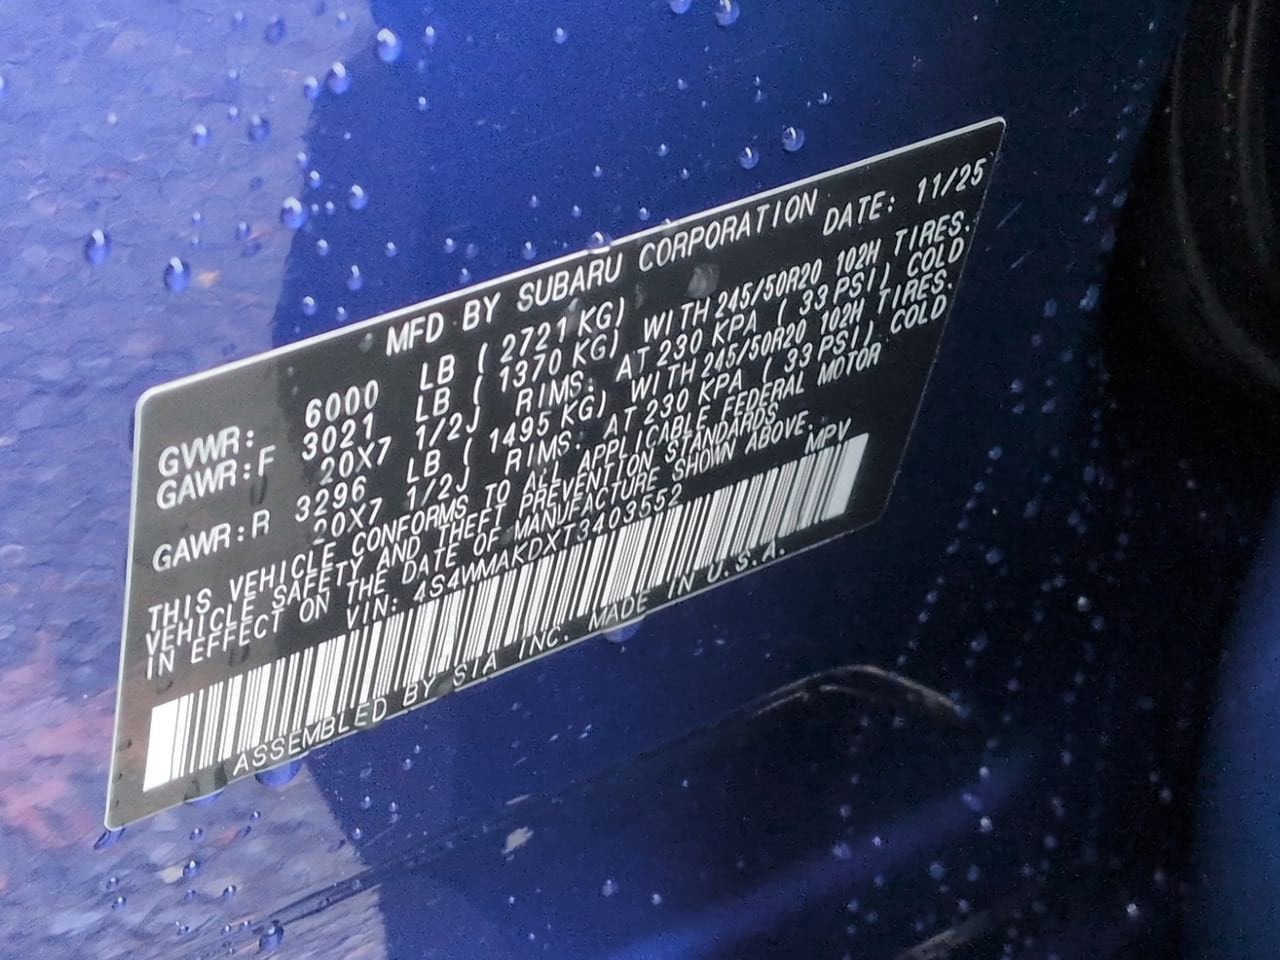 MFD BY SUBARU CORPORATION
DATE: 11/25
GVWR: 6000 LB ( 2721 KG)
GAWR:F 3021 LB ( 1370 KG) WITH 245/50R20 102H TIRES.
20X7 1/2J RIMS: AT 230 KPA ( 33 PSI) COLD
GAWR:R 3296 LB ( 1495 KG) WITH 245/50R20 102H TIRES.
20X7 1/2J RIMS: AT 230 KPA ( 33 PSI) COLD
THIS VEHICLE CONFORMS TO ALL APPLICABLE FEDERAL MOTOR
VEHICLE SAFETY AND THEFT PREVENTION STANDARDS
IN EFFECT ON THE DATE OF MANUFACTURE SHOWN ABOVE.
VIN: 4S4WMAKDXT3403552 MPV
ASSEMBLED BY SIA INC. MADE IN U.S.A.